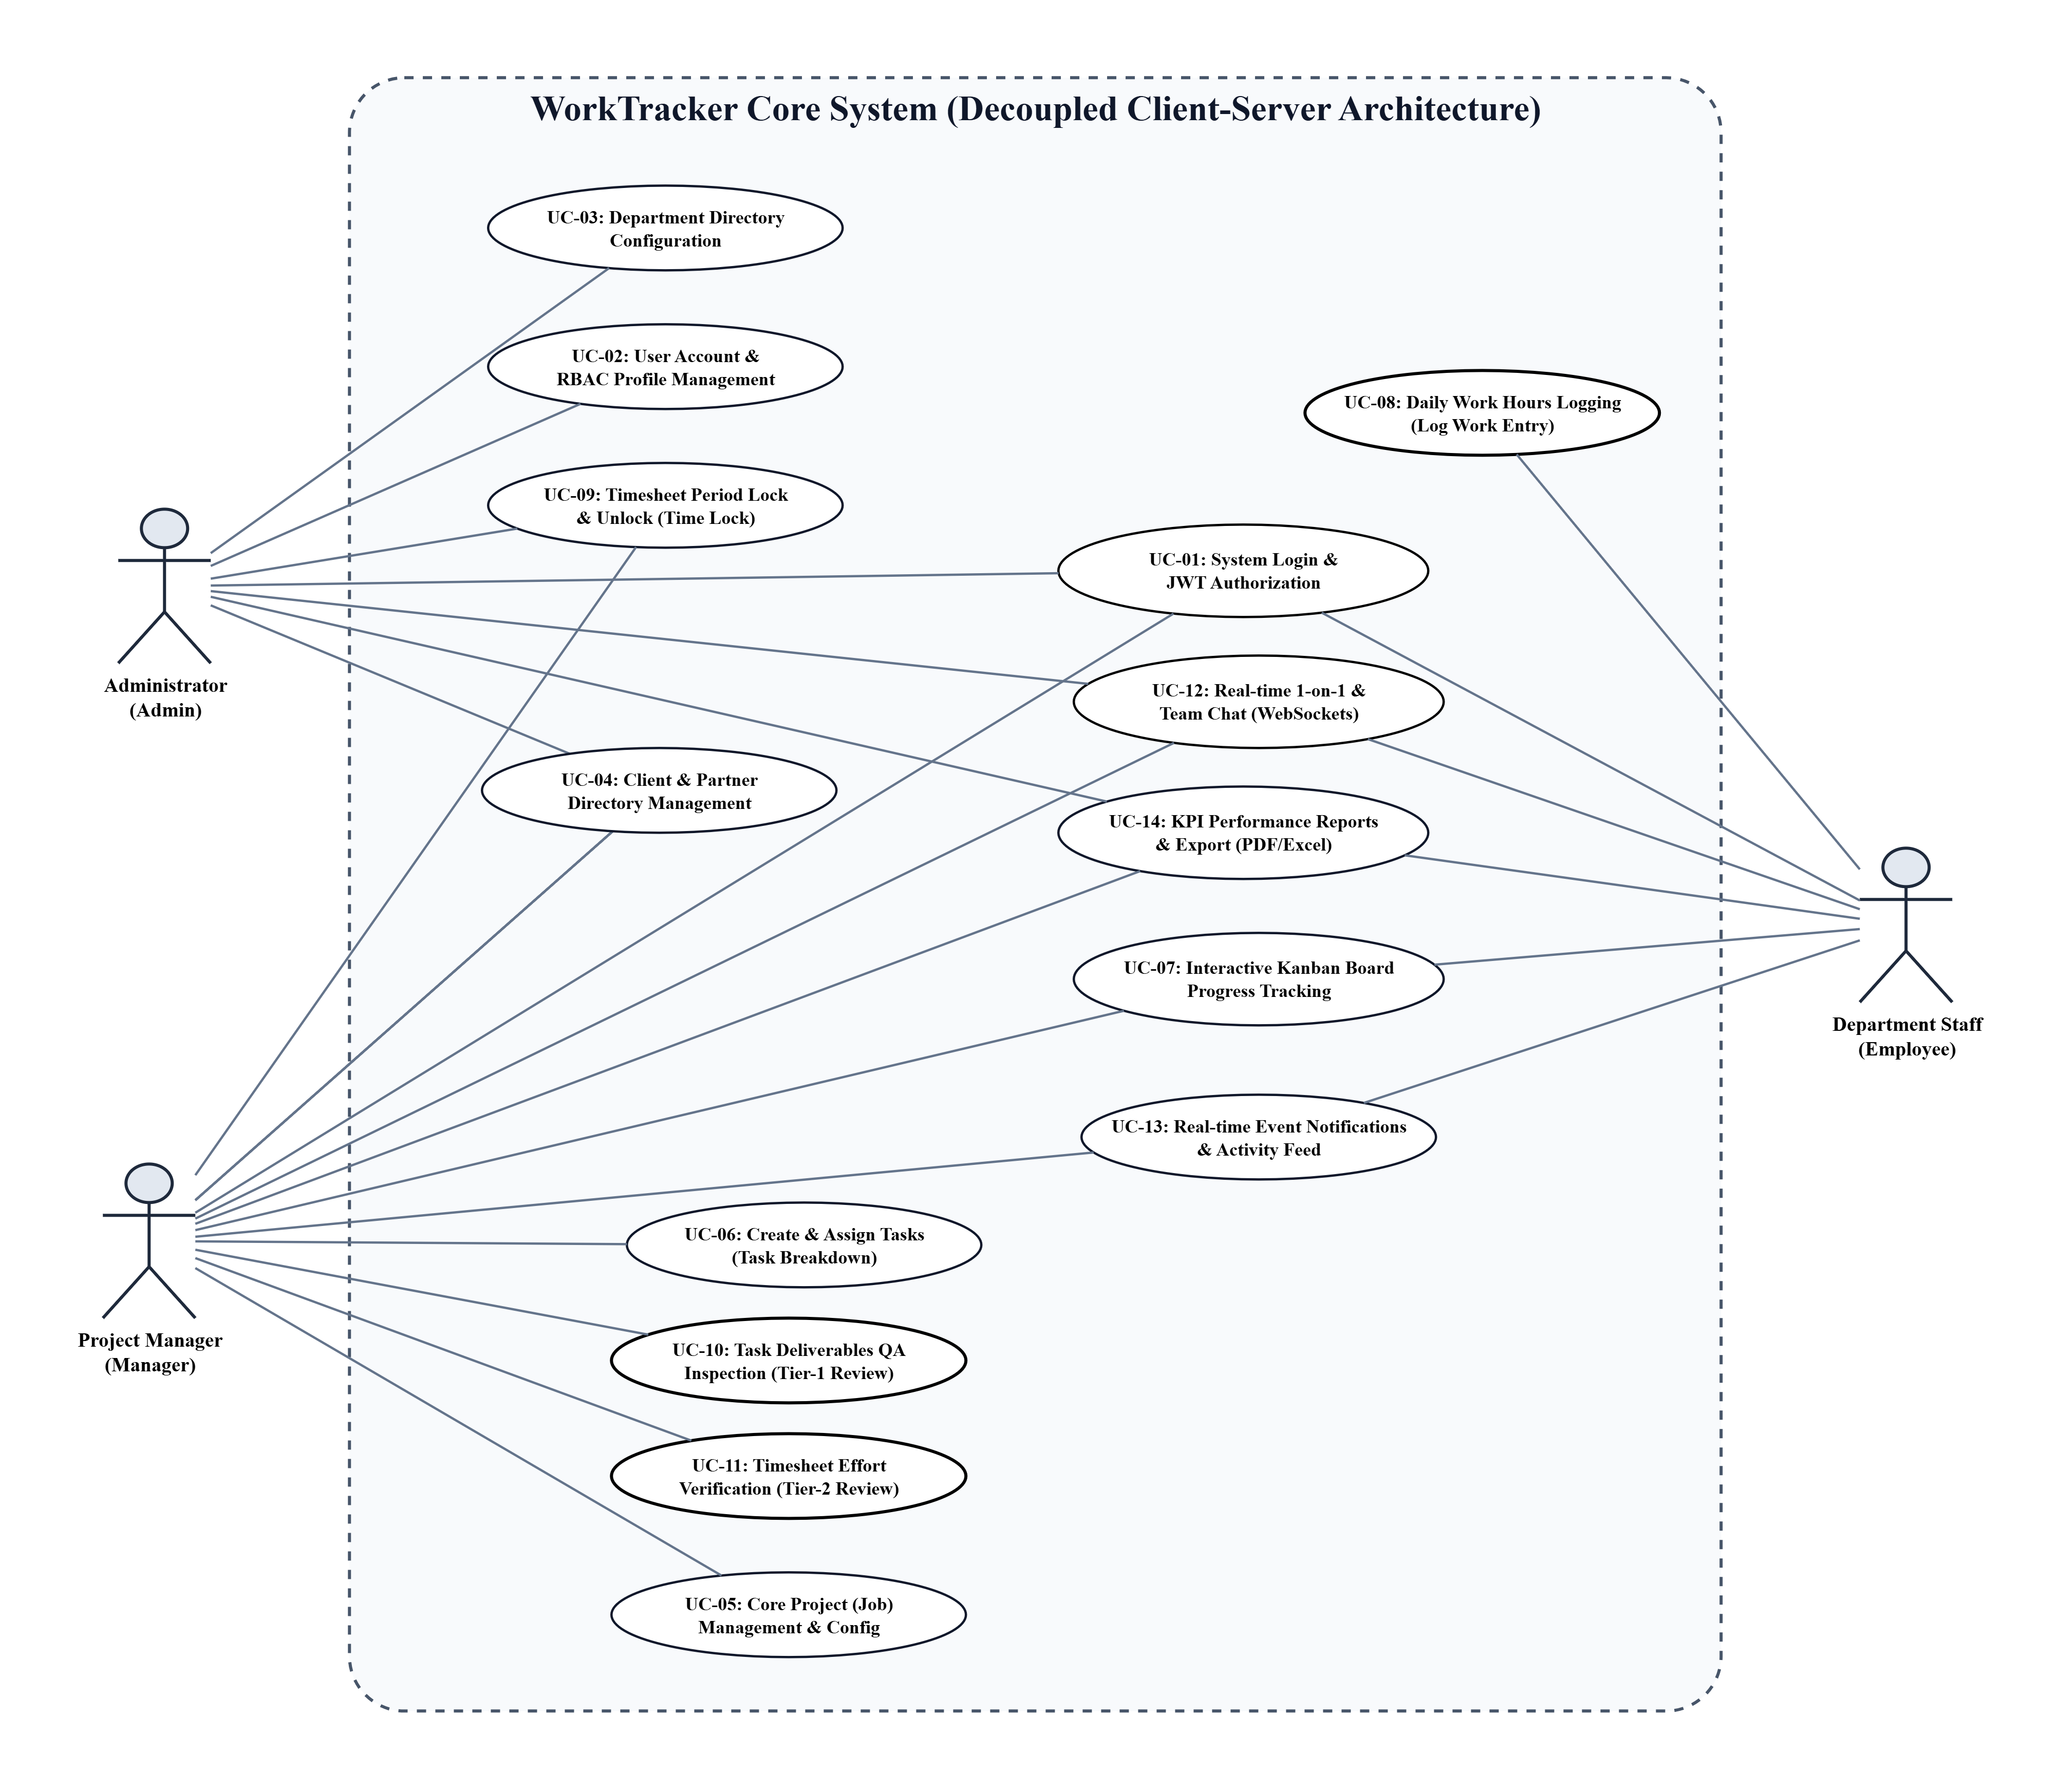 WorkTracker Core System (Decoupled Client-Server Architecture)
UC-03: Department Directory
Configuration
UC-02: User Account &
RBAC Profile Management
UC-08: Daily Work Hours Logging
(Log Work Entry)
UC-09: Timesheet Period Lock
& Unlock (Time Lock)
UC-01: System Login &
JWT Authorization
Administrator
(Admin)
UC-12: Real-time 1-on-1 &
Team Chat (WebSockets)
UC-04: Client & Partner
Directory Management
UC-14: KPI Performance Reports
& Export (PDF/Excel)
UC-07: Interactive Kanban Board
Progress Tracking
Department Staff
(Employee)
UC-13: Real-time Event Notifications
& Activity Feed
UC-06: Create & Assign Tasks
(Task Breakdown)
Project Manager
(Manager)
UC-10: Task Deliverables QA
Inspection (Tier-1 Review)
UC-11: Timesheet Effort
Verification (Tier-2 Review)
UC-05: Core Project (Job)
Management & Config